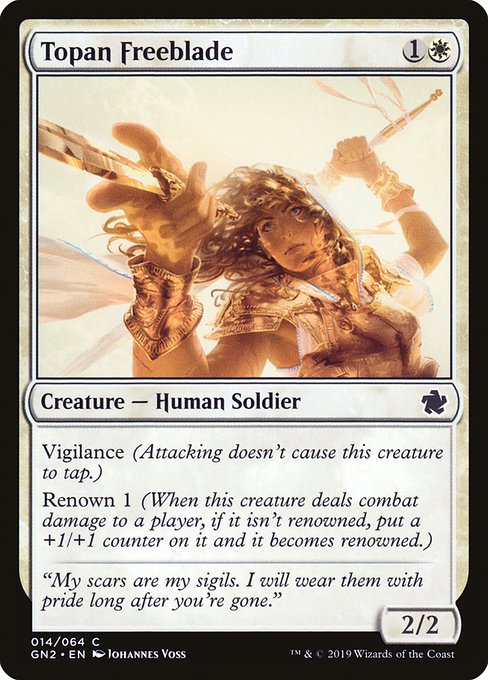 Topan Freeblade 1
Creature — Human Soldier
Vigilance (Attacking doesn't cause this creature
to tap.)
Renown 1 (When this creature deals combat
damage to a player, if it isn't renowned, put a
+1/+1 counter on it and it becomes renowned.)
"My scars are my sigils. I will wear them with
pride long after you're gone."
2/2
014/064 C
GN2 • EN Johannes Voss
™ & © 2019 Wizards of the Coast